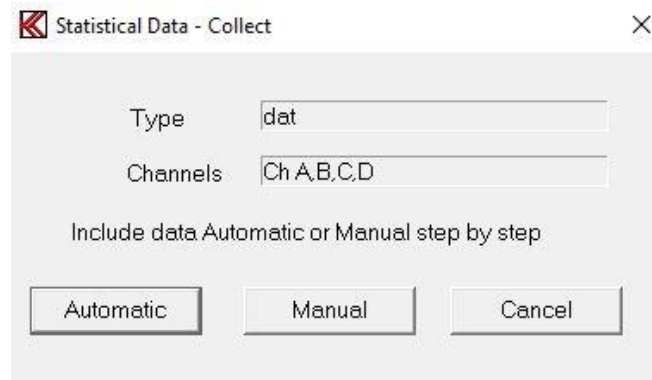 Statistical Data - Collect
Type dat
Channels Ch A,B,C,D
Include data Automatic or Manual step by step
Automatic Manual Cancel